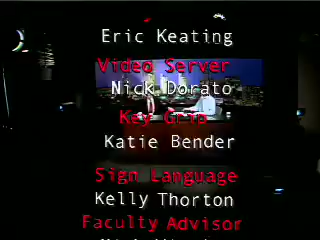 Eric Keating
Video Server
Nick Dorato
Key Grip
Katie Bender
Sign Language
Kelly Thorton
Faculty Advisor